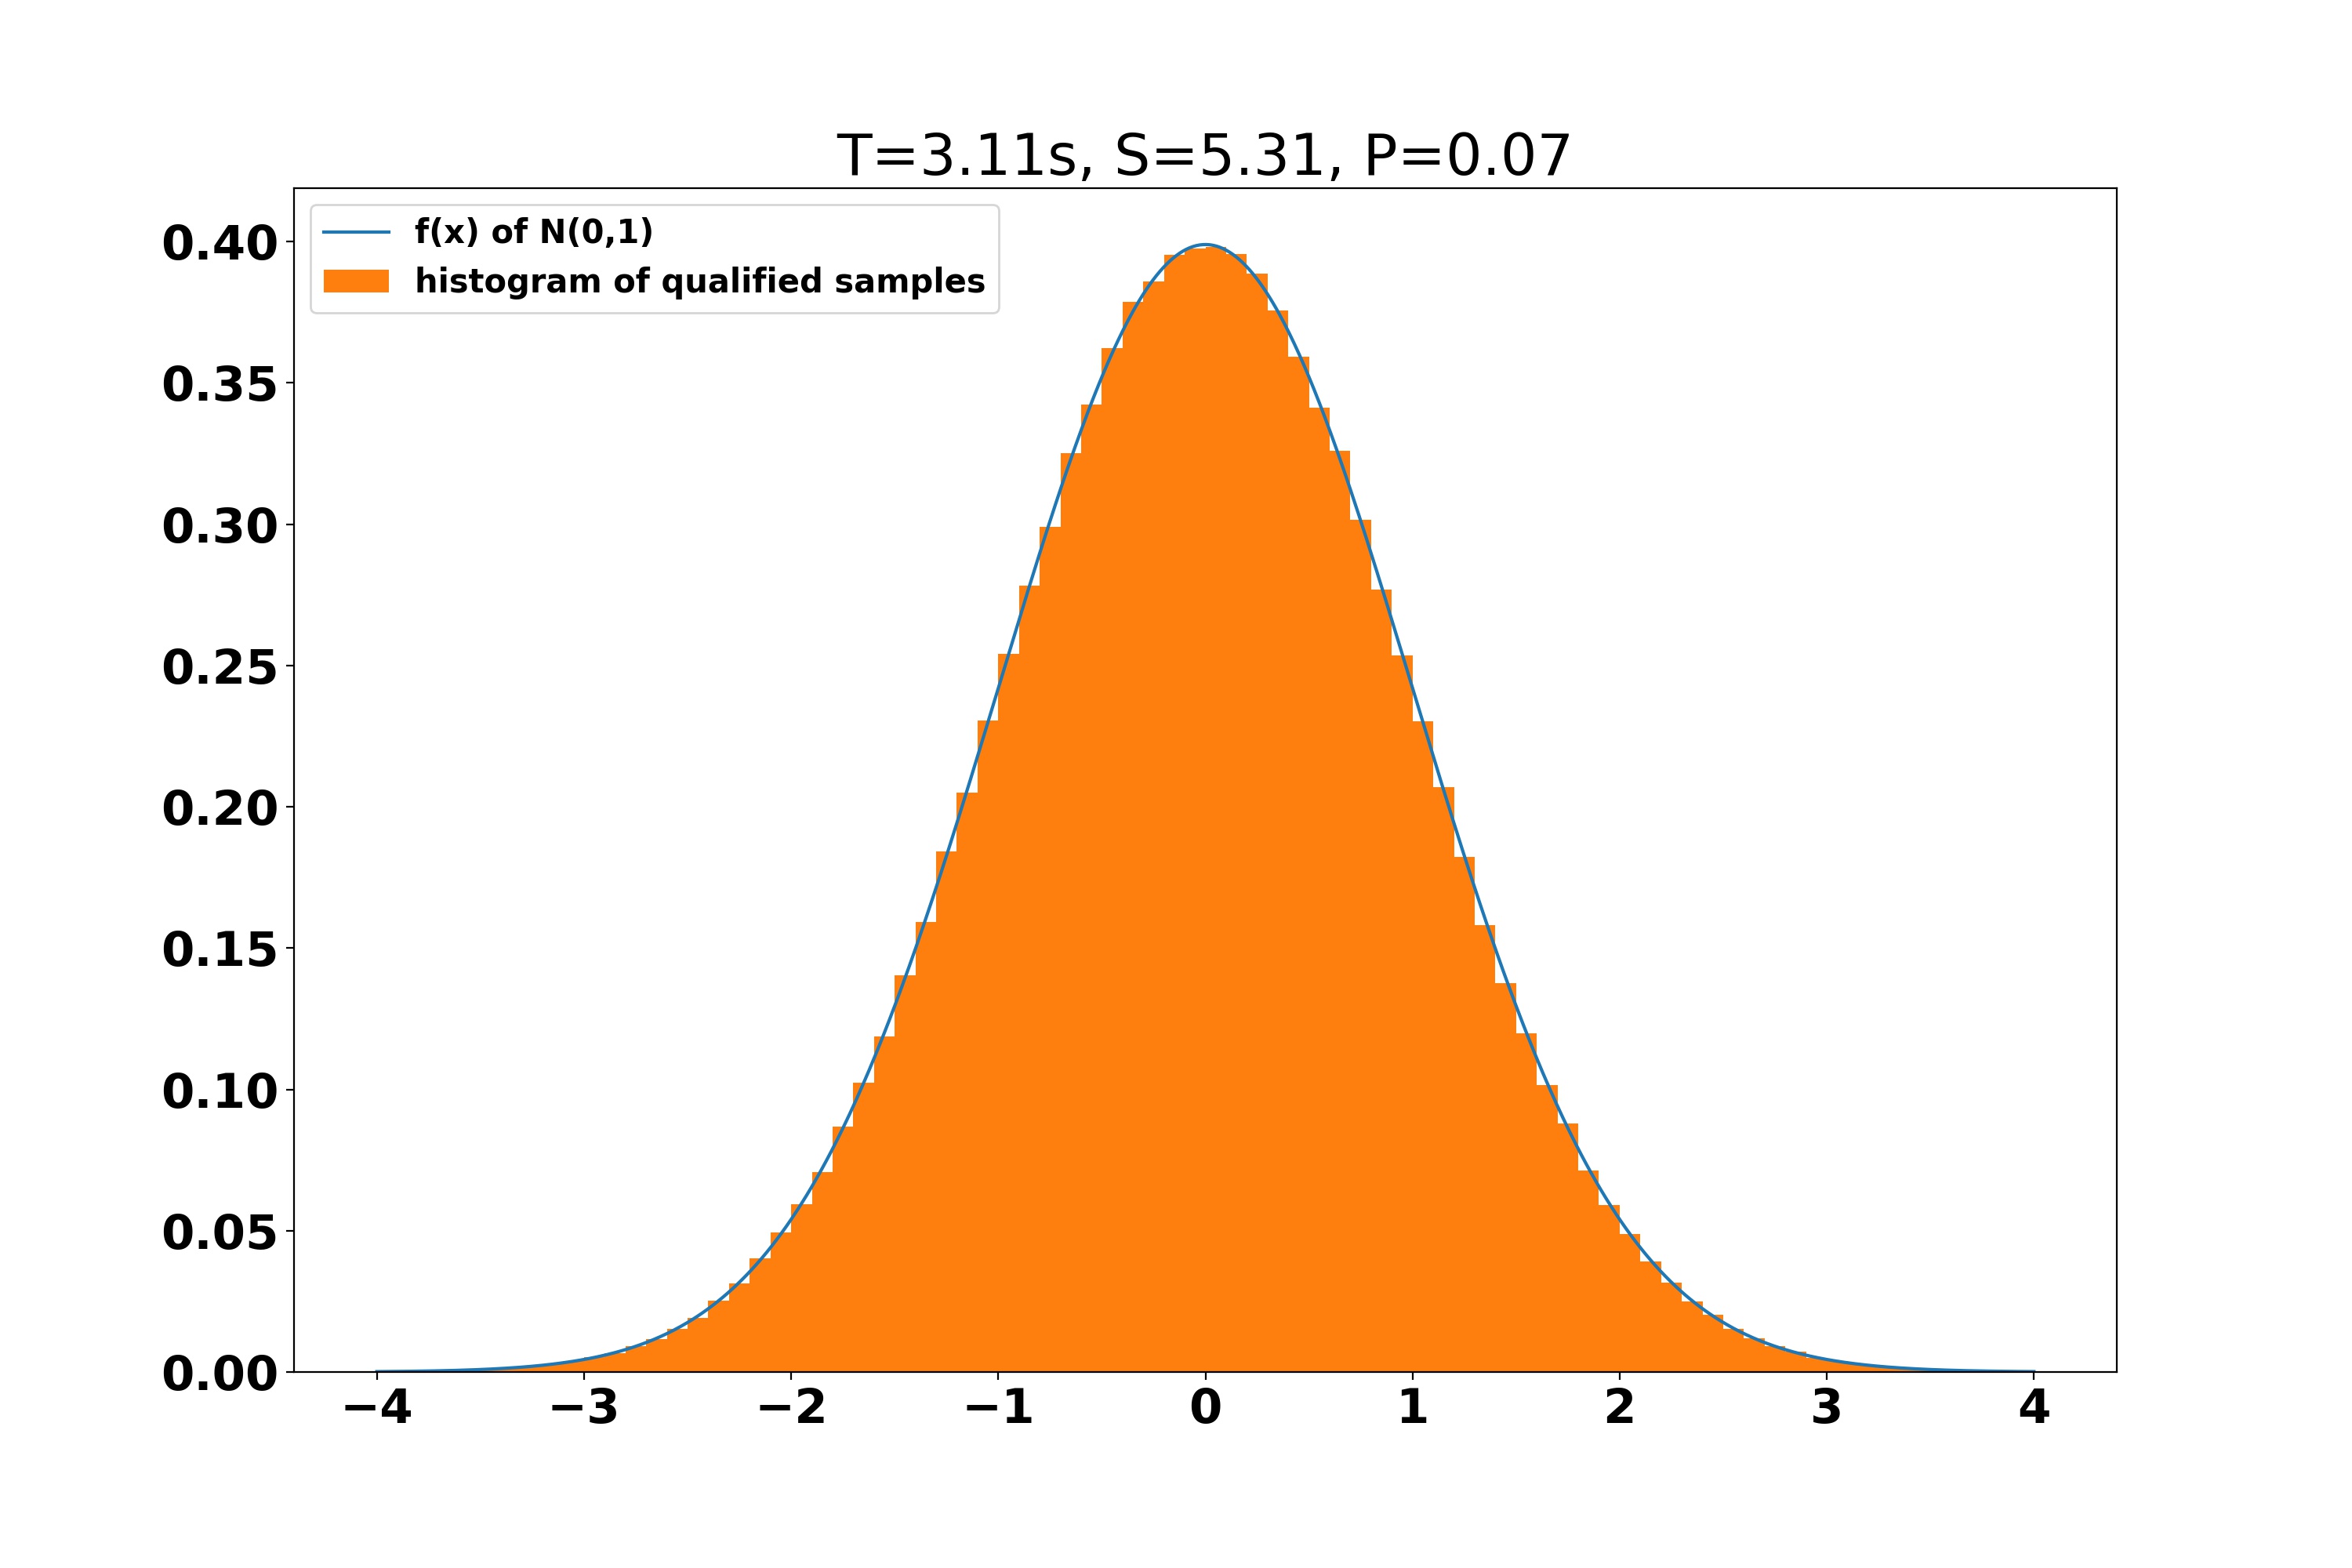 T=3.11s, S=5.31, P=0.07
f(x) of N(0,1)
histogram of qualified samples
0.40
0.35
0.30
0.25
0.20
0.15
0.10
0.05
0.00
−4 −3 −2 −1 0 1 2 3 4